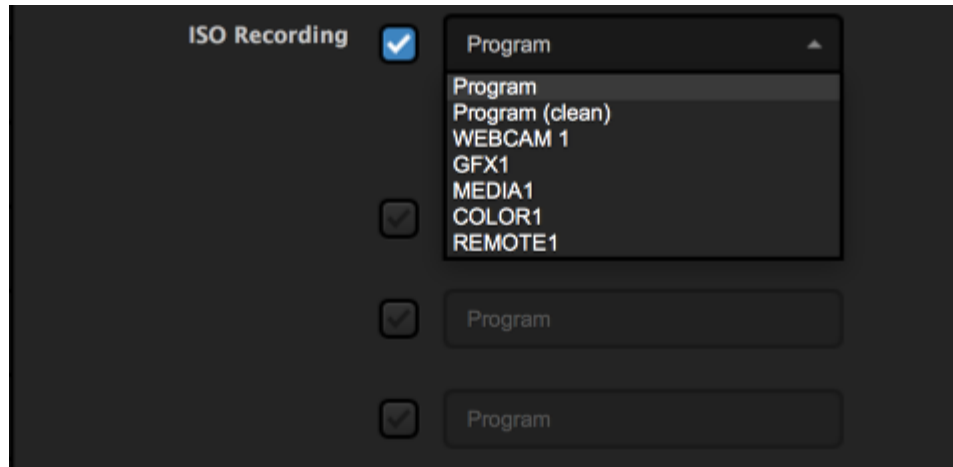 ISO Recording
Program
Program
Program (clean)
WEBCAM 1
GFX1
MEDIA1
COLOR1
REMOTE1
Program
Program